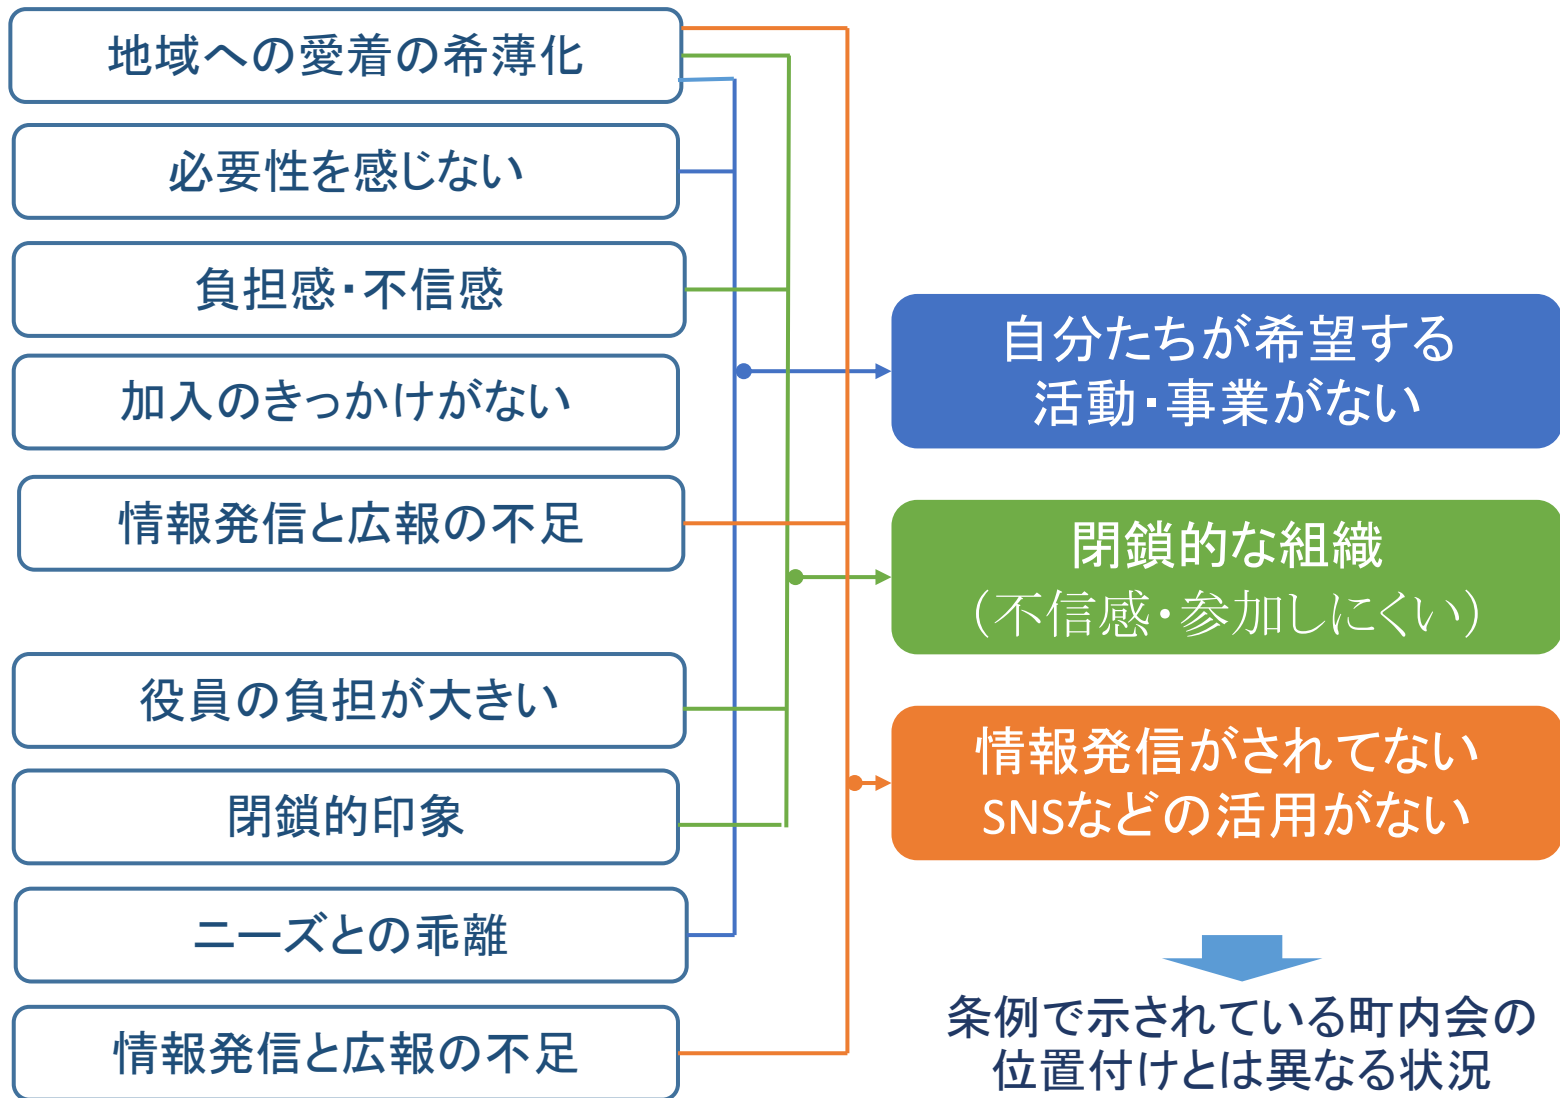 地域への愛着の希薄化
必要性を感じない
負担感・不信感
加入のきっかけがない
情報発信と広報の不足
役員の負担が大きい
閉鎖的印象
ニーズとの乖離
情報発信と広報の不足
自分たちが希望する
活動・事業がない
閉鎖的な組織
（不信感・参加しにくい）
情報発信がされてない
SNSなどの活用がない
条例で示されている町内会の
位置付けとは異なる状況